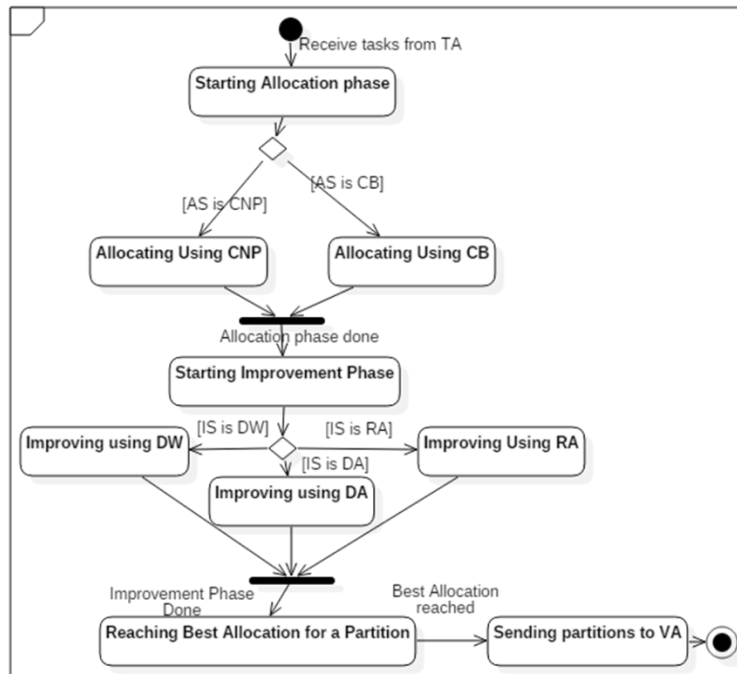 Receive tasks from TA
Starting Allocation phase
[AS is CB]
[AS is CNP]
Allocating Using CNP
Allocating Using CB
Allocation phase done
Starting Improvement Phase
[IS is DW]
[IS is RA]
Improving using DW
Improving Using RA
[IS is DA]
Improving using DA
Improvement Phase
Done
Best Allocation
reached
Reaching Best Allocation for a Partition
Sending partitions to VA